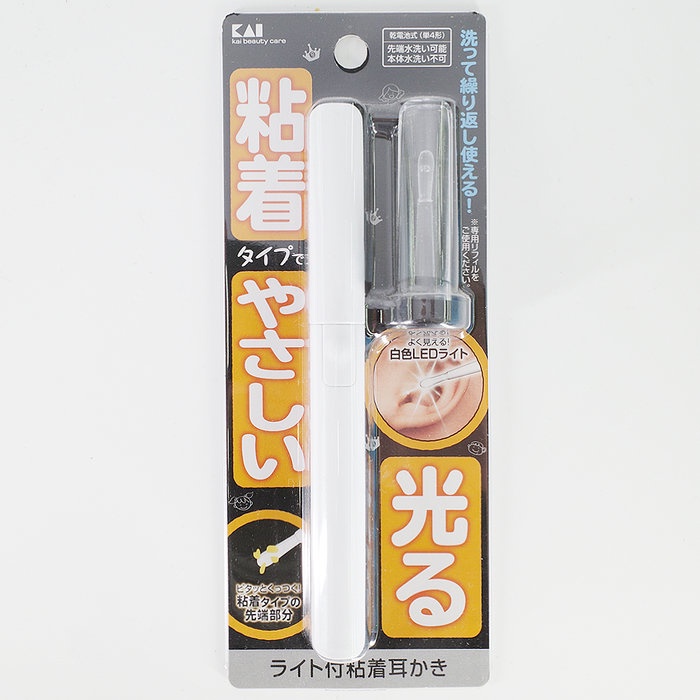 KAI
kai beauty care
乾電池式(単4形)
先端水洗い可能
本体水洗い不可
洗って繰り返し使える!
※専用リフィルを
ご使用ください。
粘着
タイプで
やさしい
よく見える!
白色LEDライト
光る
ピタッとくっつく!
粘着タイプの
先端部分
ライト付粘着耳かき